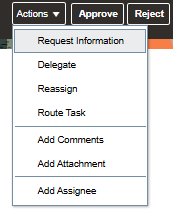 Actions Approve Reject
Request Information
Delegate
Reassign
Route Task
Add Comments
Add Attachment
Add Assignee